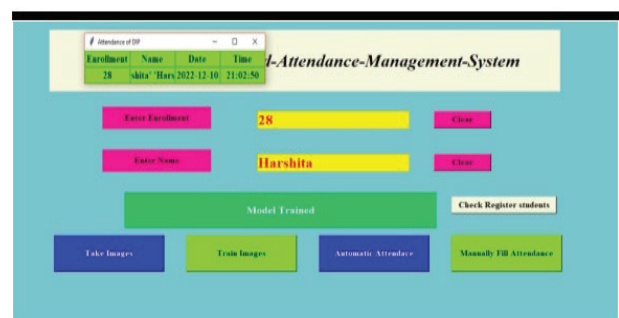 Attendance of DIP
Enrollment Name Date Time
28 shita' 'Hars 2022-12-10 21:02:50
d-Attendance-Management-System
Enter Enrollment 28 Clear
Enter Name Harshita Clear
Model Trained Check Register students
Take Images Train Images Automatic Attendace Manually Fill Attendance